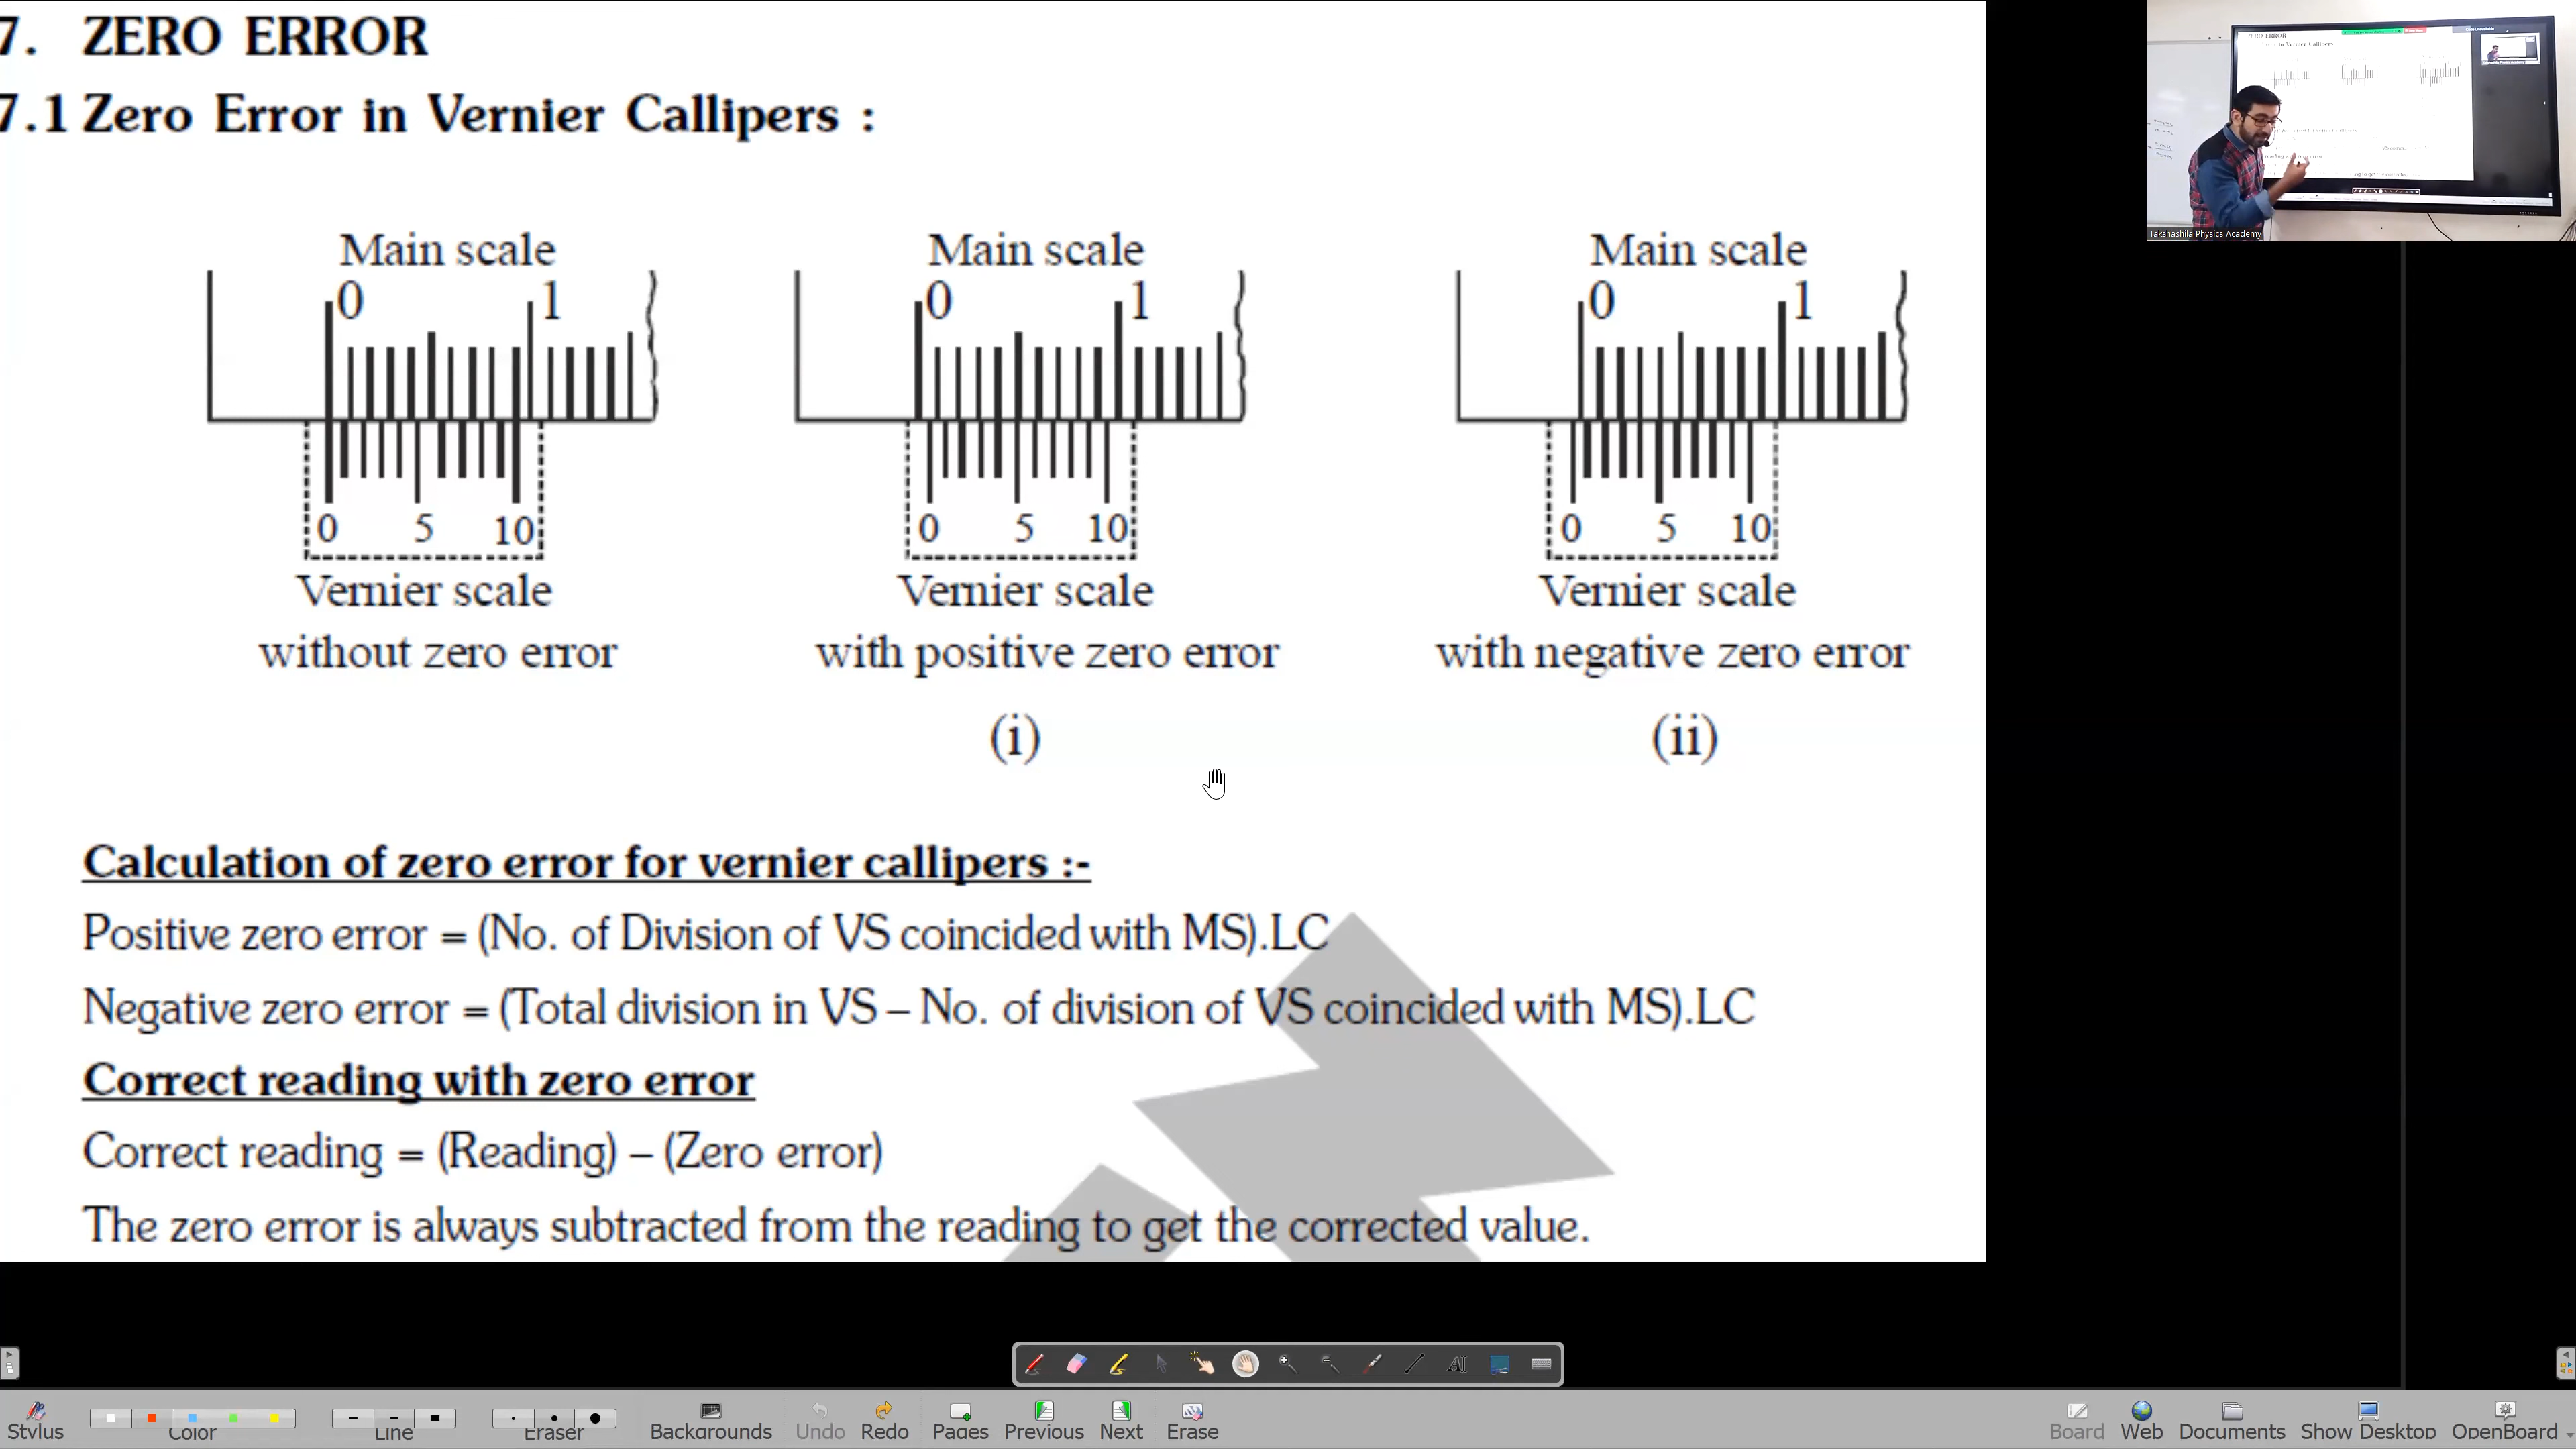 7. ZERO ERROR
7.1 Zero Error in Vernier Callipers :
Main scale
0 1
0 5 10
Vernier scale
without zero error
Main scale
0 1
0 5 10
Vernier scale
with positive zero error
(i)
Main scale
0 1
0 5 10
Vernier scale
with negative zero error
(ii)
Calculation of zero error for vernier callipers :-
Positive zero error = (No. of Division of VS coincided with MS).LC
Negative zero error = (Total division in VS – No. of division of VS coincided with MS).LC
Correct reading with zero error
Correct reading = (Reading) – (Zero error)
The zero error is always subtracted from the reading to get the corrected value.
Takshashila Physics Academy
ZERO ERROR
Stylus Color Line Eraser Backgrounds Undo Redo Pages Previous Next Erase Board Web Documents Show Desktop OpenBoard